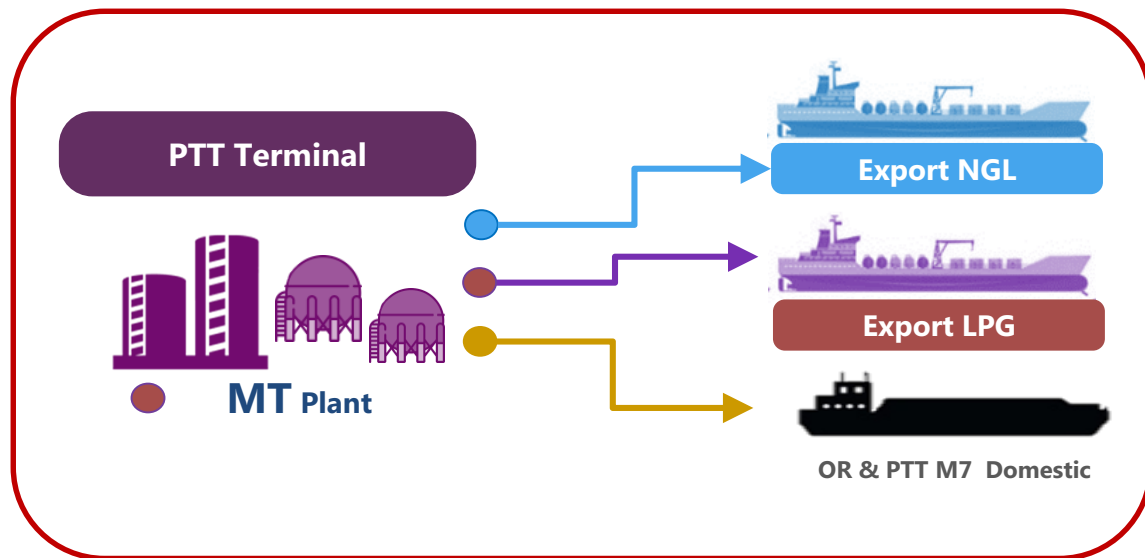 PTT Terminal
MT Plant
Export NGL
Export LPG
OR & PTT M7 Domestic